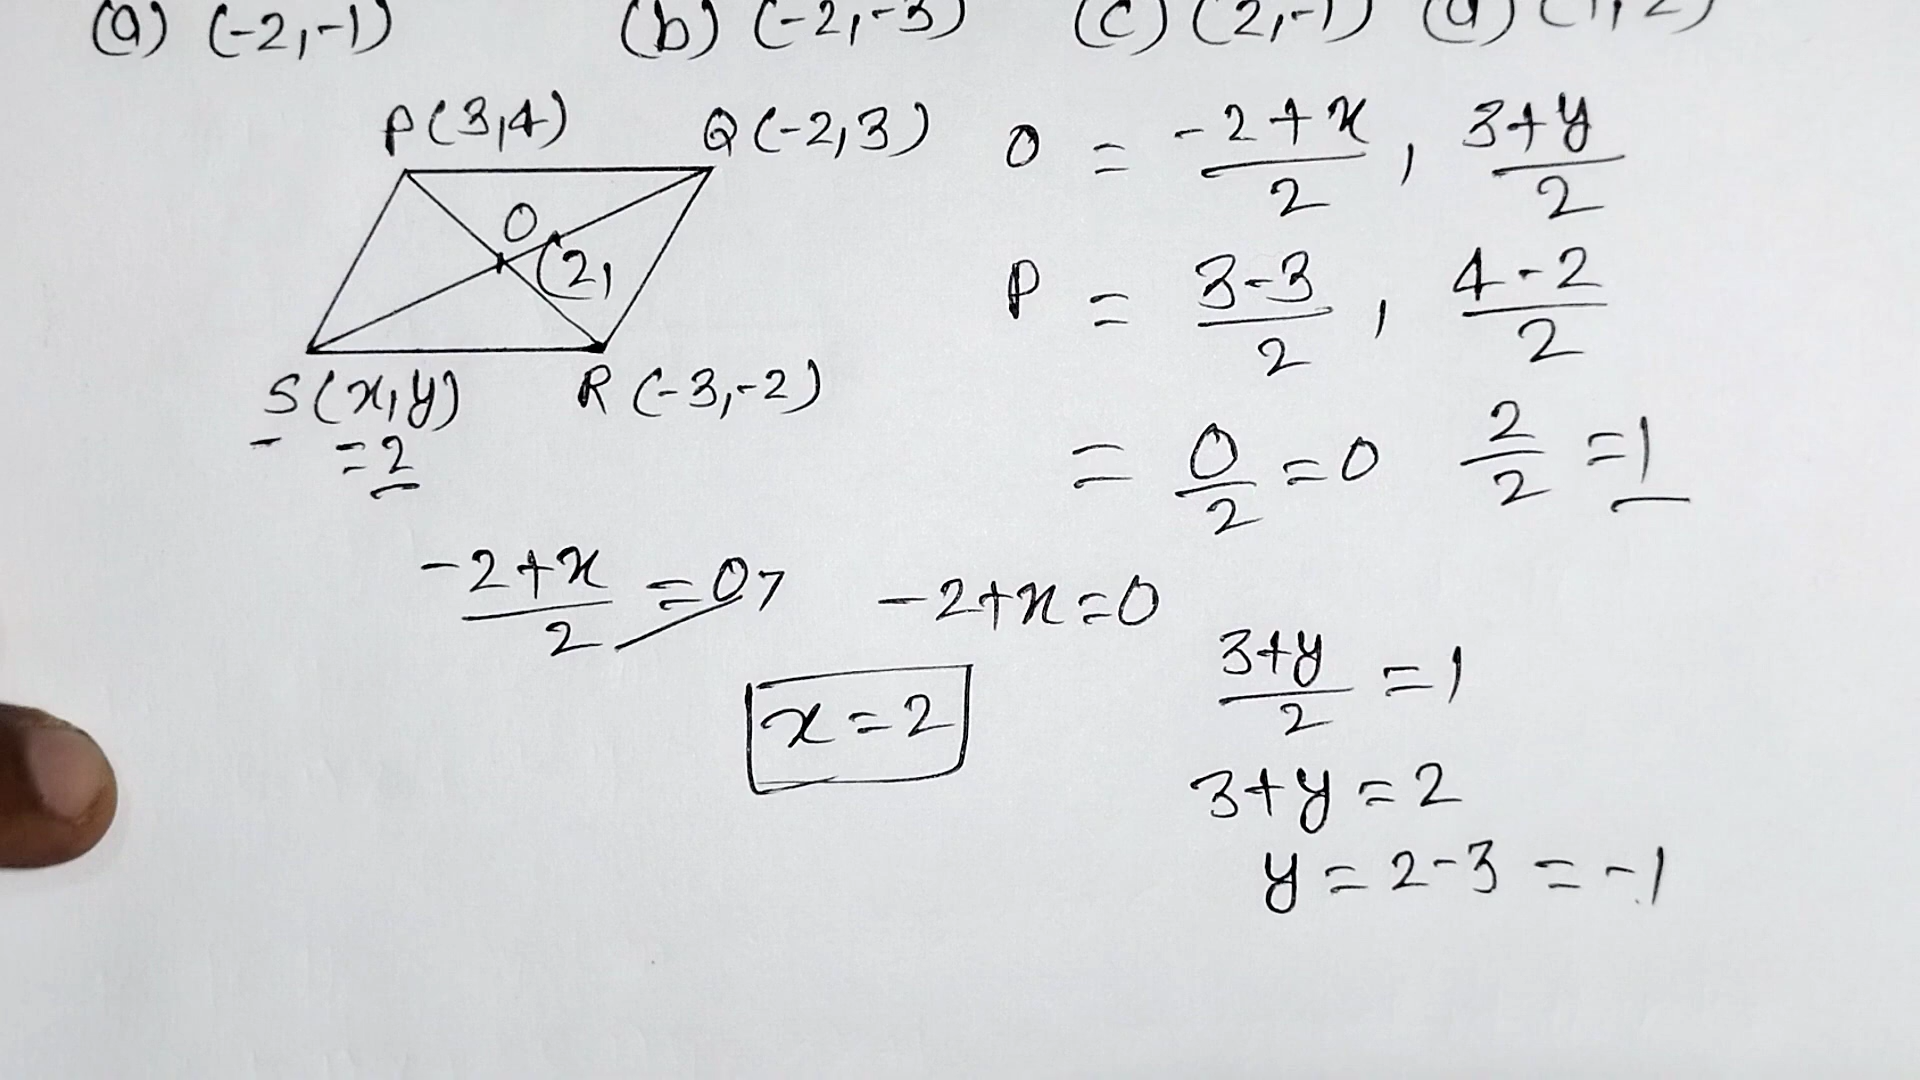 (a) (-2,-1) (b) (-2,-3) (c) (2,-1) (d) (1,2)
P(3,4) Q(-2,3)
O
(2,
S(x,y) R(-3,-2)
=2
O = -2+x/2 , 3+y/2
P = 3-3/2 , 4-2/2
= 0/2 = 0 2/2 = 1
-2+x/2 = 0 > -2+x=0
x=2
3+y/2 = 1
3+y=2
y=2-3=-1